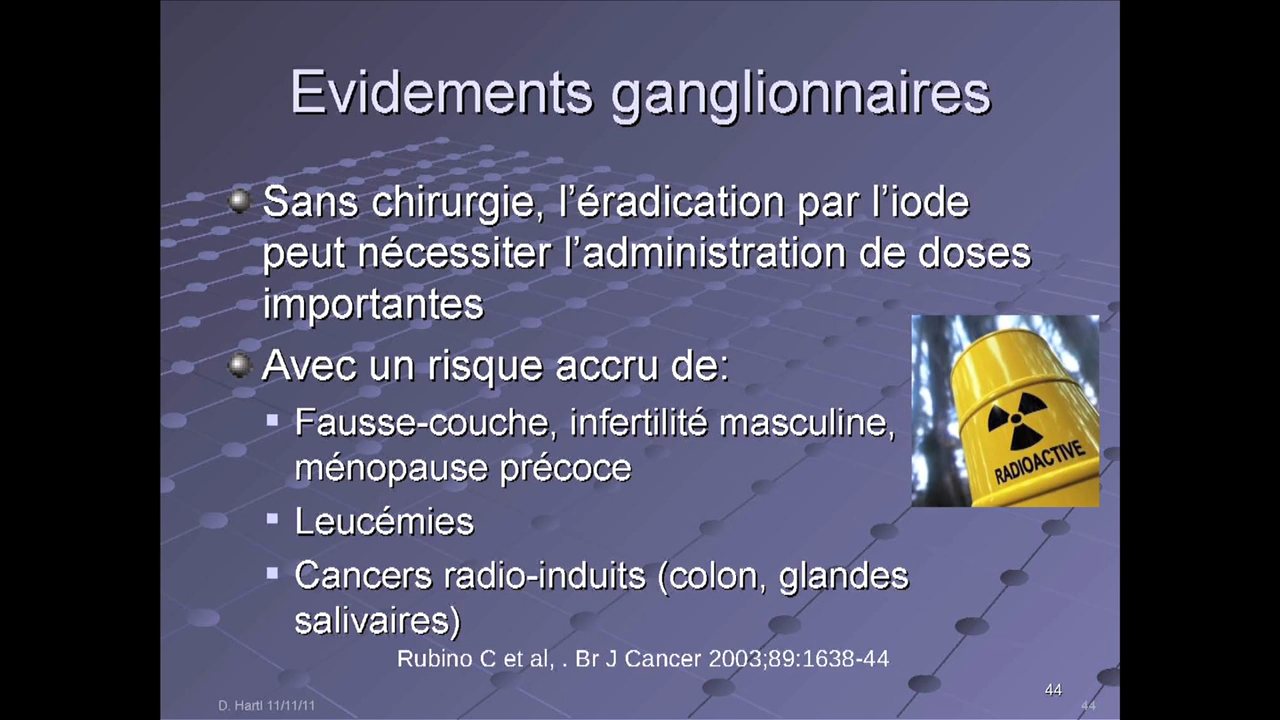 Evidements ganglionnaires
Sans chirurgie, l’éradication par l’iode
peut nécessiter l’administration de doses
importantes
Avec un risque accru de:
Fausse-couche, infertilité masculine,
ménopause précoce
RADIOACTIVE
Leucémies
Cancers radio-induits (colon, glandes
salivaires)
Rubino C et al, . Br J Cancer 2003;89:1638-44
44
D. Hartl 11/11/11
44